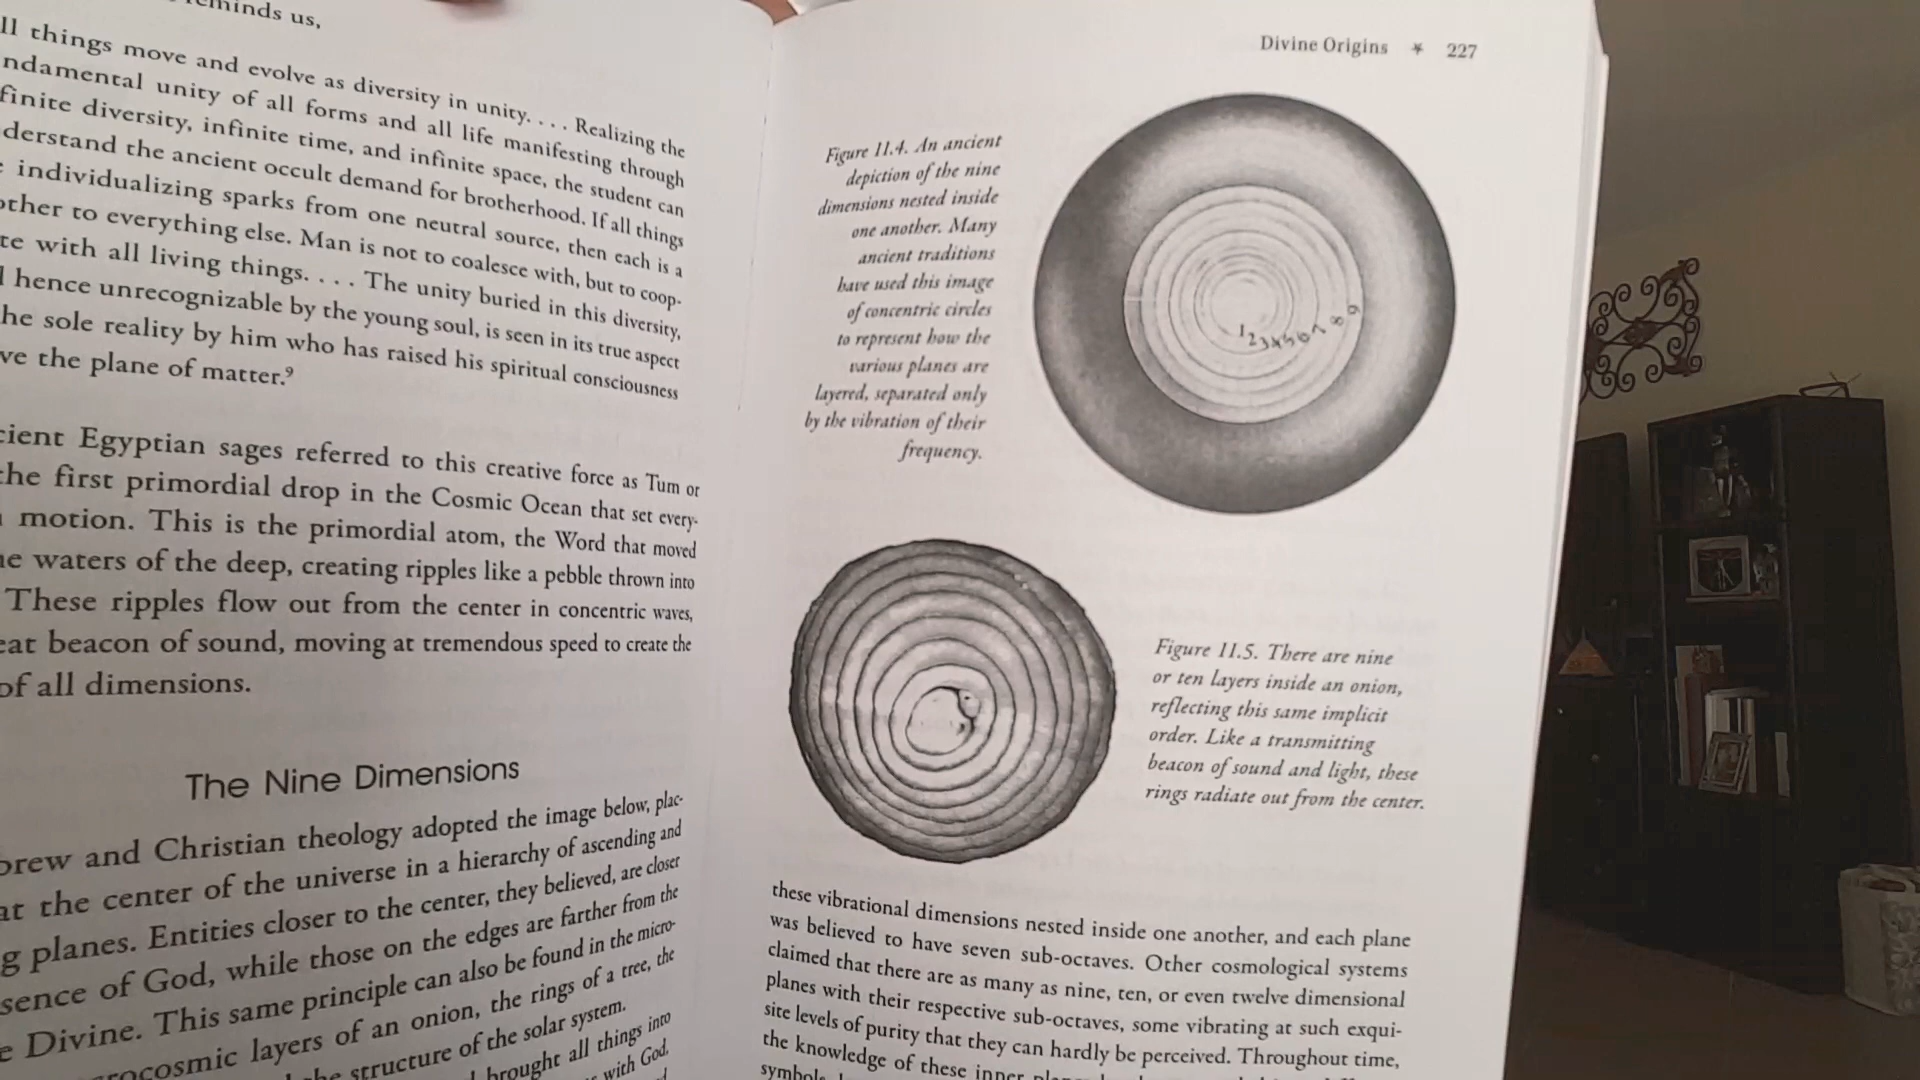 minds us,
ll things move and evolve as diversity in unity. . . . Realizing the
ndamental unity of all forms and all life manifesting through
finite diversity, infinite time, and infinite space, the student can
derstand the ancient occult demand for brotherhood. If all things
individualizing sparks from one neutral source, then each is a
other to everything else. Man is not to coalesce with, but to coop-
te with all living things. . . . The unity buried in this diversity,
hence unrecognizable by the young soul, is seen in its true aspect
he sole reality by him who has raised his spiritual consciousness
ve the plane of matter.⁹
cient Egyptian sages referred to this creative force as Tum or
the first primordial drop in the Cosmic Ocean that set every-
motion. This is the primordial atom, the Word that moved
e waters of the deep, creating ripples like a pebble thrown into
These ripples flow out from the center in concentric waves,
eat beacon of sound, moving at tremendous speed to create the
of all dimensions.
The Nine Dimensions
brew and Christian theology adopted the image below, plac-
at the center of the universe in a hierarchy of ascending and
g planes. Entities closer to the center, they believed, are closer
sence of God, while those on the edges are farther from the
e Divine. This same principle can also be found in the micro-
rocosmic layers of an onion, the rings of a tree, the
the structure of the solar system.
brought all things into
with God,
Divine Origins * 227
Figure 11.4. An ancient
depiction of the nine
dimensions nested inside
one another. Many
ancient traditions
have used this image
of concentric circles
to represent how the
various planes are
layered, separated only
by the vibration of their
frequency.
1 2 3 4 5 6 7 8 9
Figure 11.5. There are nine
or ten layers inside an onion,
reflecting this same implicit
order. Like a transmitting
beacon of sound and light, these
rings radiate out from the center.
these vibrational dimensions nested inside one another, and each plane
was believed to have seven sub-octaves. Other cosmological systems
claimed that there are as many as nine, ten, or even twelve dimensional
planes with their respective sub-octaves, some vibrating at such exqui-
site levels of purity that they can hardly be perceived. Throughout time,
the knowledge of these inner
symbols